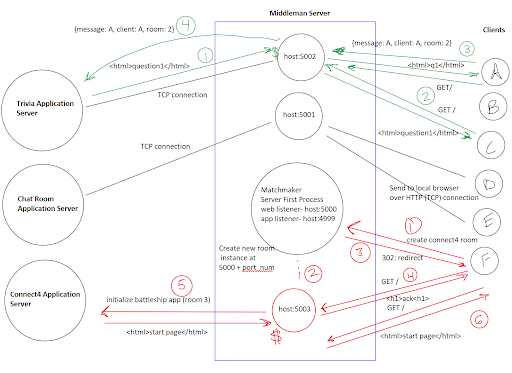 Middleman Server
Clients
{message: A, client: A, room: 2}
4
1
<html>question1</html>
$
host:5002
{message: A, client: A, room: 2}
3
<html>q1</html>
A
GET/
2
GET /
B
TCP connection
Trivia Application
Server
host:5001
<html>question1</html>
C
TCP connection
D
Matchmaker
Server First Process
web listener- host:5000
app listener- host:4999
Send to local browser
over HTTP (TCP) connection
Chat Room
Application Server
E
1
create connect4 room
Create new room
instance at
5000 + port_num
3
302: redirect
F
2
GET /
4
5
Connect4 Application
Server
initialize battleship app (room 3)
host:5003
<h1>ack<h1>
GET /
6
<html>start page</html>
$
<html>start page</html>